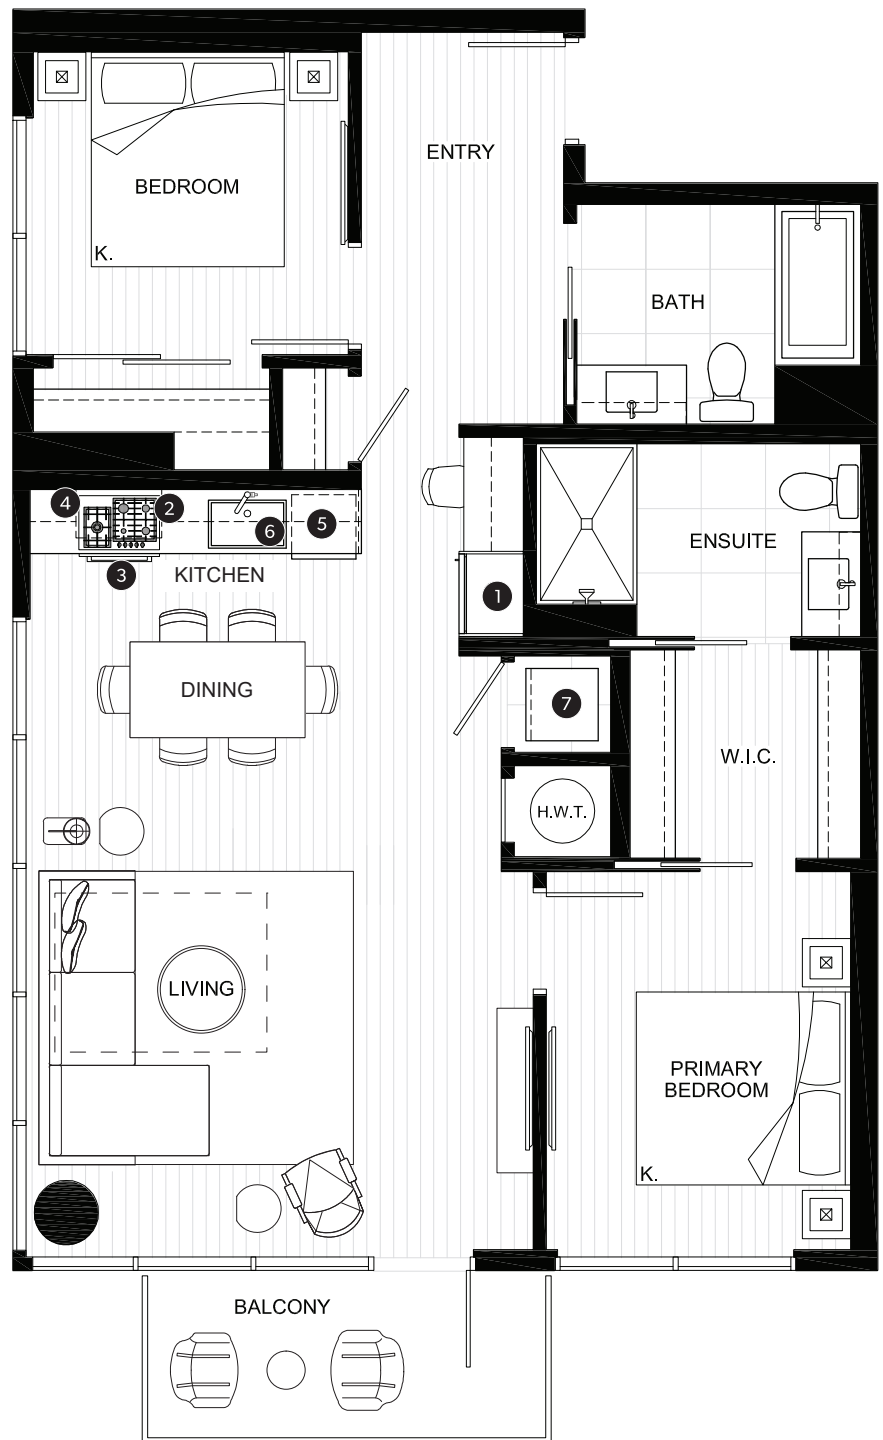 ENTRY
BEDROOM
K.
BATH
4
2
6
5
3
KITCHEN
ENSUITE
1
DINING
7
W.I.C.
H.W.T.
LIVING
PRIMARY
BEDROOM
K.
BALCONY